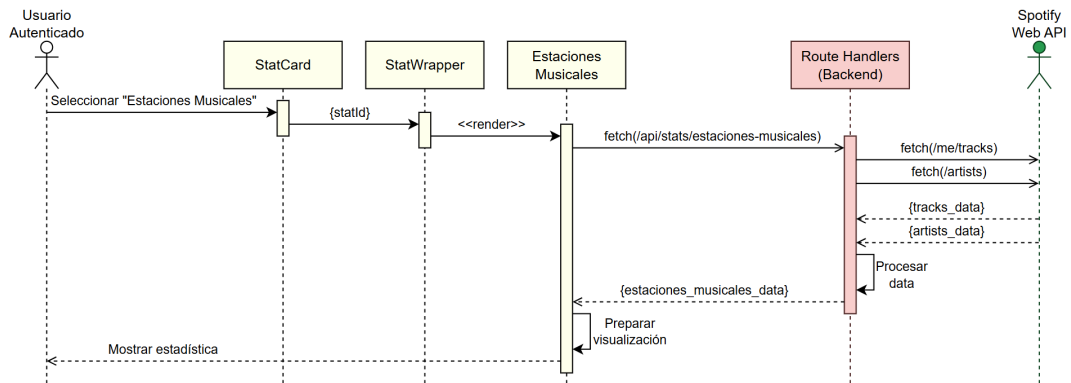 Usuario
Autenticado
StatCard
StatWrapper
Estaciones
Musicales
Route Handlers
(Backend)
Spotify
Web API
Seleccionar "Estaciones Musicales"
{statId}
<<render>>
fetch(/api/stats/estaciones-musicales)
fetch(/me/tracks)
fetch(/artists)
{tracks_data}
{artists_data}
Procesar
data
{estaciones_musicales_data}
Preparar
visualización
Mostrar estadística